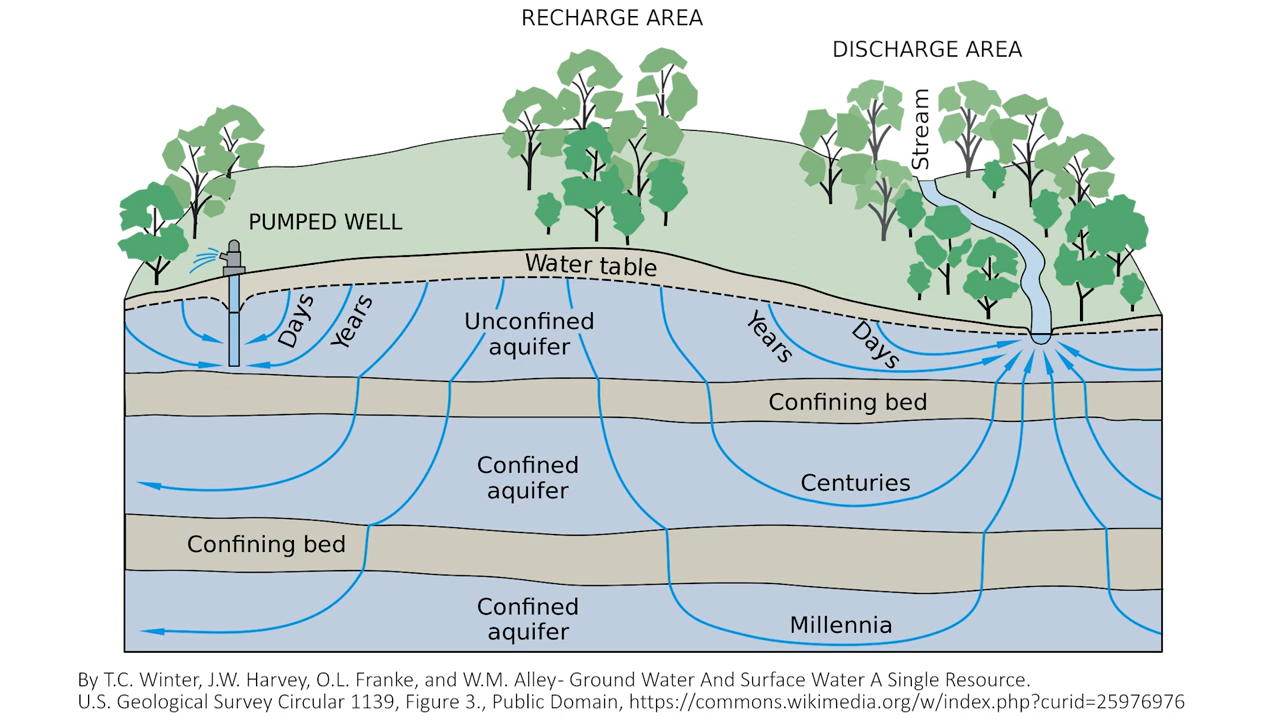 RECHARGE AREA
DISCHARGE AREA
Stream
PUMPED WELL
Water table
Days
Years
Unconfined
aquifer
Years
Days
Confining bed
Confined
aquifer
Centuries
Confining bed
Confined
aquifer
Millennia
By T.C. Winter, J.W. Harvey, O.L. Franke, and W.M. Alley- Ground Water And Surface Water A Single Resource.
U.S. Geological Survey Circular 1139, Figure 3., Public Domain, https://commons.wikimedia.org/w/index.php?curid=25976976